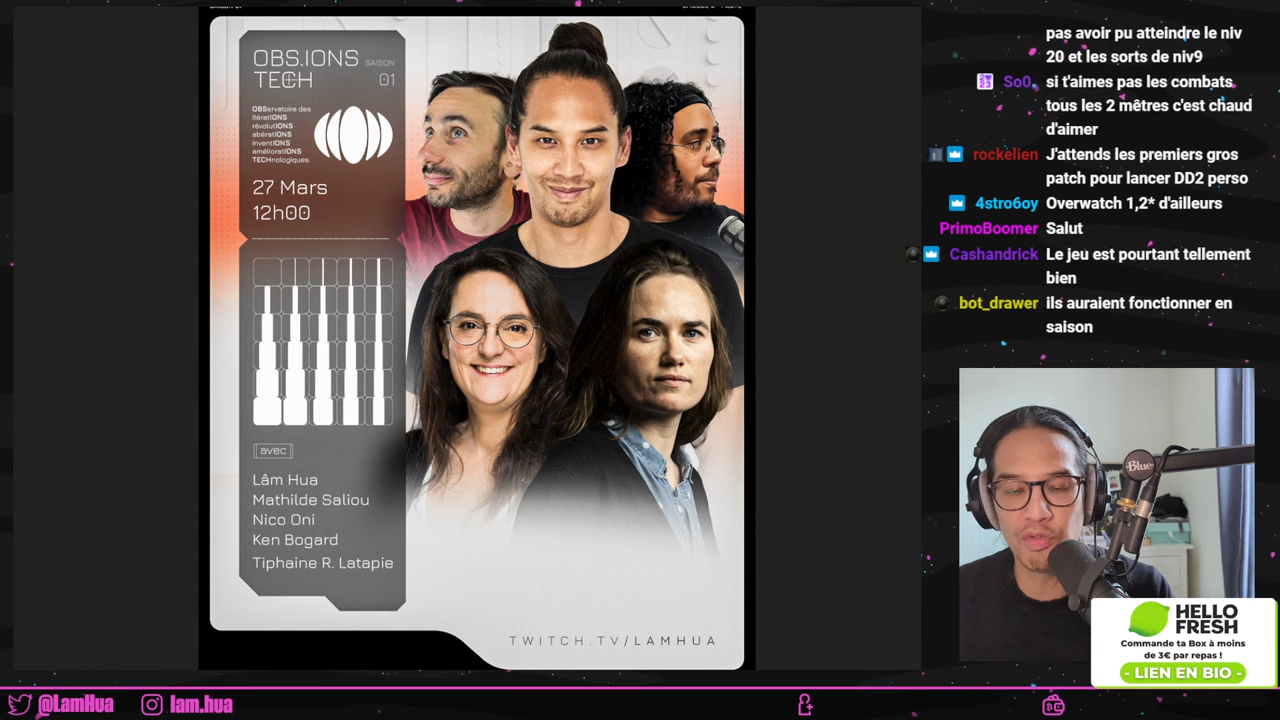 OBS.IONS
TECH
SAISON
01
OBServatoire des
itératIONS
révolutIONS
abératIONS
inventIONS
améloratIONS
TECHnologiques.
27 Mars
12h00
avec
Lâm Hua
Mathilde Saliou
Nico Oni
Ken Bogard
Tiphaine R. Latapie
TWITCH.TV/LAMHUA
pas avoir pu atteindre le niv
20 et les sorts de niv9
So0_ si t'aimes pas les combats
tous les 2 mêtres c'est chaud
d'aimer
rockelien J'attends les premiers gros
patch pour lancer DD2 perso
4stro6oy Overwatch 1,2* d'ailleurs
PrimoBoomer Salut
Cashandrick Le jeu est pourtant tellement
bien
bot_drawer ils auraient fonctionner en
saison
Blue
HELLO
FRESH
Commande ta Box à moins
de 3€ par repas !
- LIEN EN BIO -
@LamHua
lam.hua